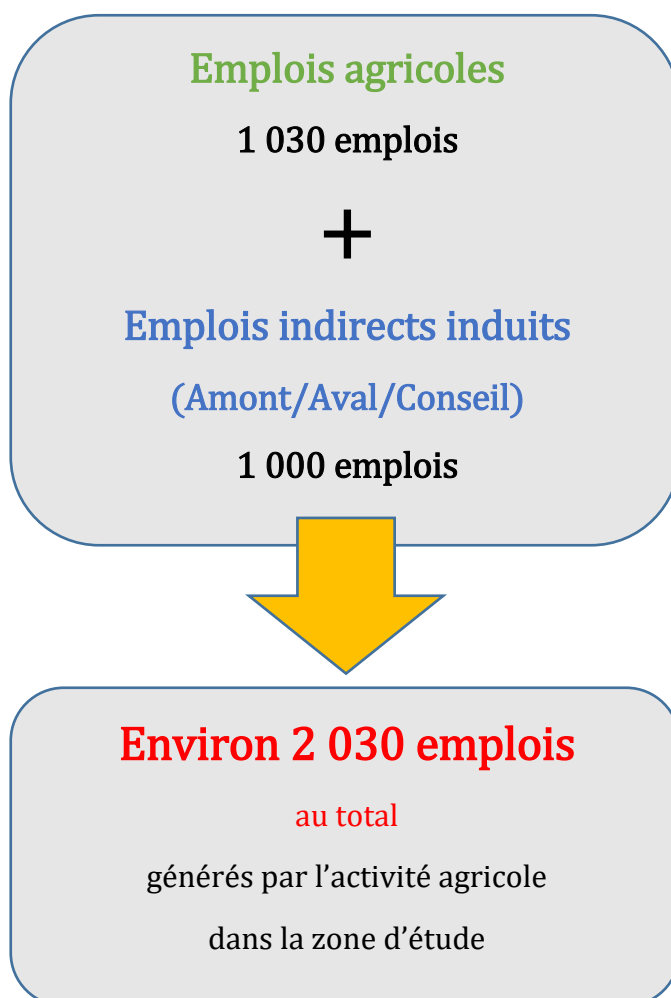 Emplois agricoles
1 030 emplois
+
Emplois indirects induits
(Amont/Aval/Conseil)
1 000 emplois
Environ 2 030 emplois
au total
générés par l’activité agricole
dans la zone d’étude